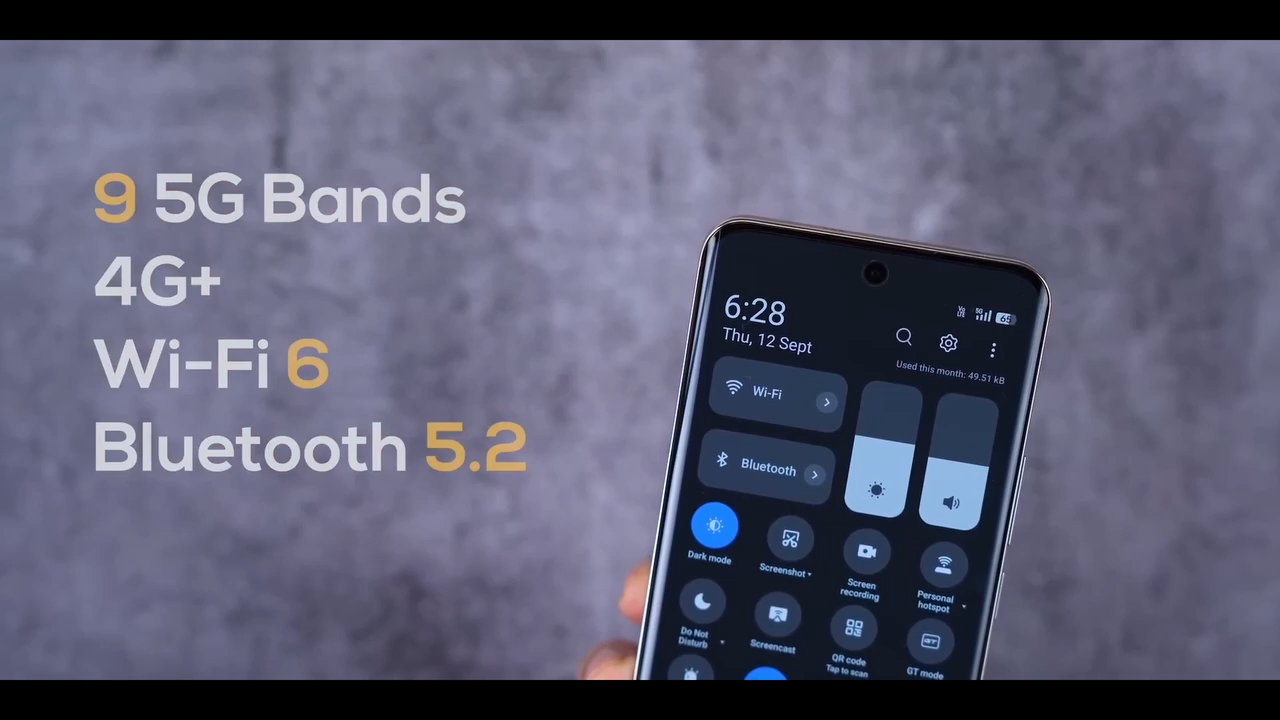 9 5G Bands
4G+
Wi-Fi 6
Bluetooth 5.2
6:28
Thu, 12 Sept
5G
65
Used this month: 49.51 kB
Wi-Fi
Bluetooth
Dark mode
Screenshot
Screen
recording
Personal
hotspot
Do Not
Disturb
Screencast
QR code
Tap to scan
GT mode